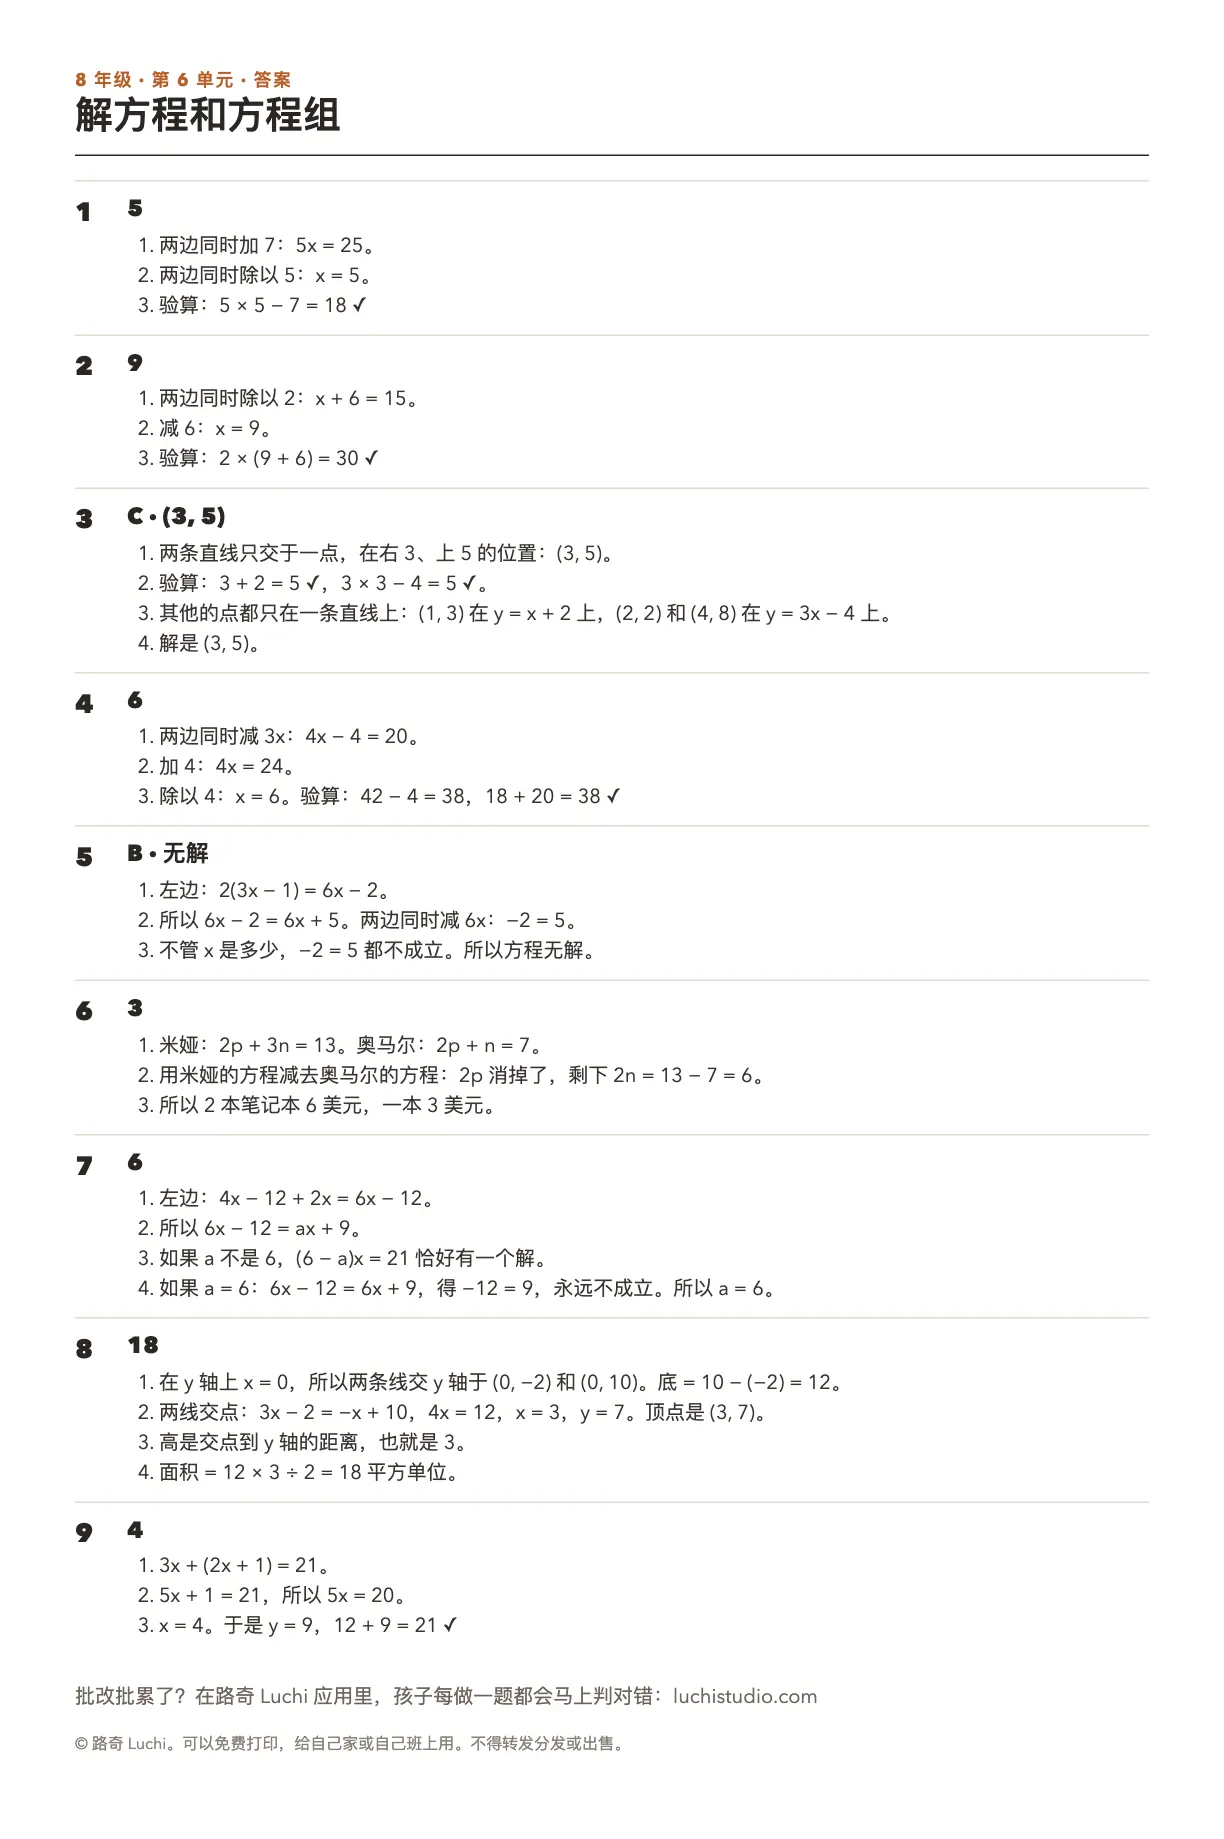 8 年级 · 第 6 单元 · 答案
解方程和方程组
1 5
1. 两边同时加 7：5x = 25。
2. 两边同时除以 5：x = 5。
3. 验算：5 × 5 − 7 = 18 ✓
2 9
1. 两边同时除以 2：x + 6 = 15。
2. 减 6：x = 9。
3. 验算：2 × (9 + 6) = 30 ✓
3 C · (3, 5)
1. 两条直线只交于一点，在右 3、上 5 的位置：(3, 5)。
2. 验算：3 + 2 = 5 ✓，3 × 3 − 4 = 5 ✓。
3. 其他的点都只在一条直线上：(1, 3) 在 y = x + 2 上，(2, 2) 和 (4, 8) 在 y = 3x − 4 上。
4. 解是 (3, 5)。
4 6
1. 两边同时减 3x：4x − 4 = 20。
2. 加 4：4x = 24。
3. 除以 4：x = 6。验算：42 − 4 = 38，18 + 20 = 38 ✓
5 B · 无解
1. 左边：2(3x − 1) = 6x − 2。
2. 所以 6x − 2 = 6x + 5。两边同时减 6x：−2 = 5。
3. 不管 x 是多少，−2 = 5 都不成立。所以方程无解。
6 3
1. 米娅：2p + 3n = 13。奥马尔：2p + n = 7。
2. 用米娅的方程减去奥马尔的方程：2p 消掉了，剩下 2n = 13 − 7 = 6。
3. 所以 2 本笔记本 6 美元，一本 3 美元。
7 6
1. 左边：4x − 12 + 2x = 6x − 12。
2. 所以 6x − 12 = ax + 9。
3. 如果 a 不是 6，(6 − a)x = 21 恰好有一个解。
4. 如果 a = 6：6x − 12 = 6x + 9，得 −12 = 9，永远不成立。所以 a = 6。
8 18
1. 在 y 轴上 x = 0，所以两条线交 y 轴于 (0, −2) 和 (0, 10)。底 = 10 − (−2) = 12。
2. 两线交点：3x − 2 = −x + 10，4x = 12，x = 3，y = 7。顶点是 (3, 7)。
3. 高是交点到 y 轴的距离，也就是 3。
4. 面积 = 12 × 3 ÷ 2 = 18 平方单位。
9 4
1. 3x + (2x + 1) = 21。
2. 5x + 1 = 21，所以 5x = 20。
3. x = 4。于是 y = 9，12 + 9 = 21 ✓
批改批累了？在路奇 Luchi 应用里，孩子每做一题都会马上判对错：luchistudio.com
© 路奇 Luchi。可以免费打印，给自己家或自己班上用。不得转发分发或出售。